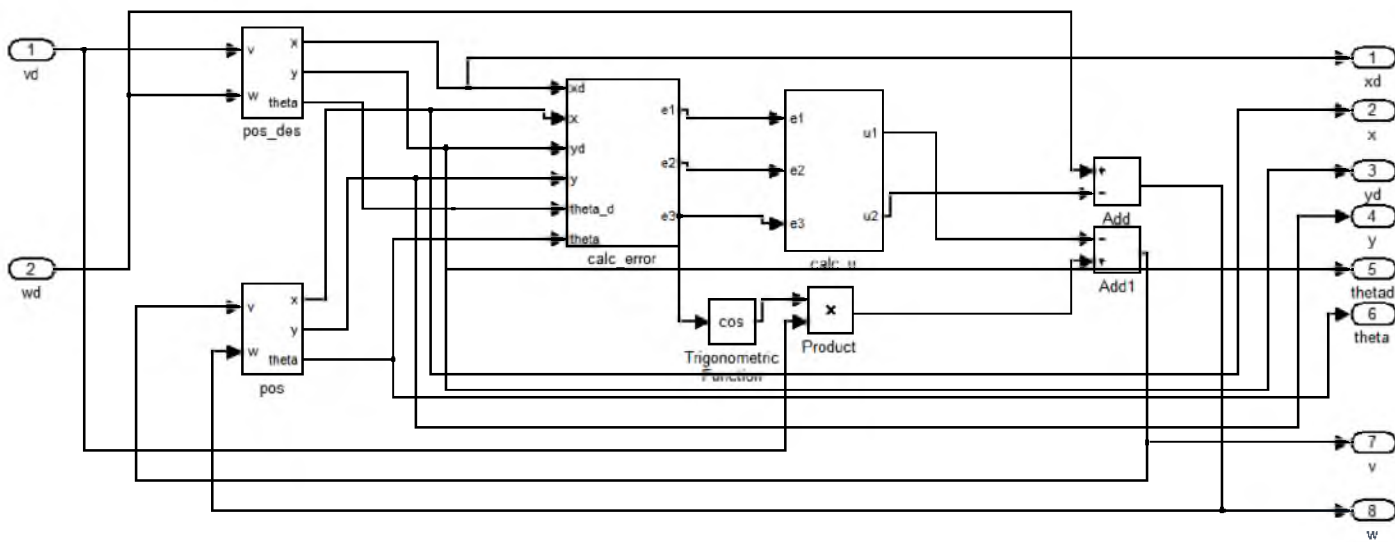 1
vd
2
wd
v
w
x
y
theta
pos_des
v
w
x
y
theta
pos
xd
x
yd
y
theta_d
theta
e1
e2
e3
calc_error
e1
e2
e3
u1
u2
calc_u
cos
Trigonometric
Function
×
Product
+
-
Add
-
+
Add1
1
xd
2
x
3
yd
4
y
5
thetad
6
theta
7
v
8
w